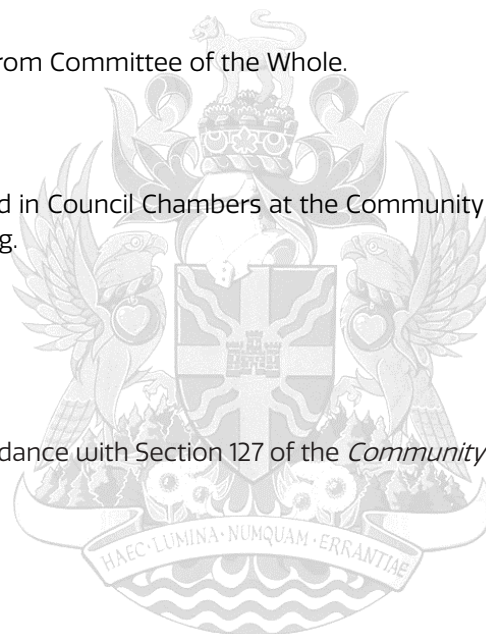 rom Committee of the Whole.
d in Council Chambers at the Community
g.
dance with Section 127 of the Community
HAEC·LUMINA·NUMQUAM·ERRANTIAE